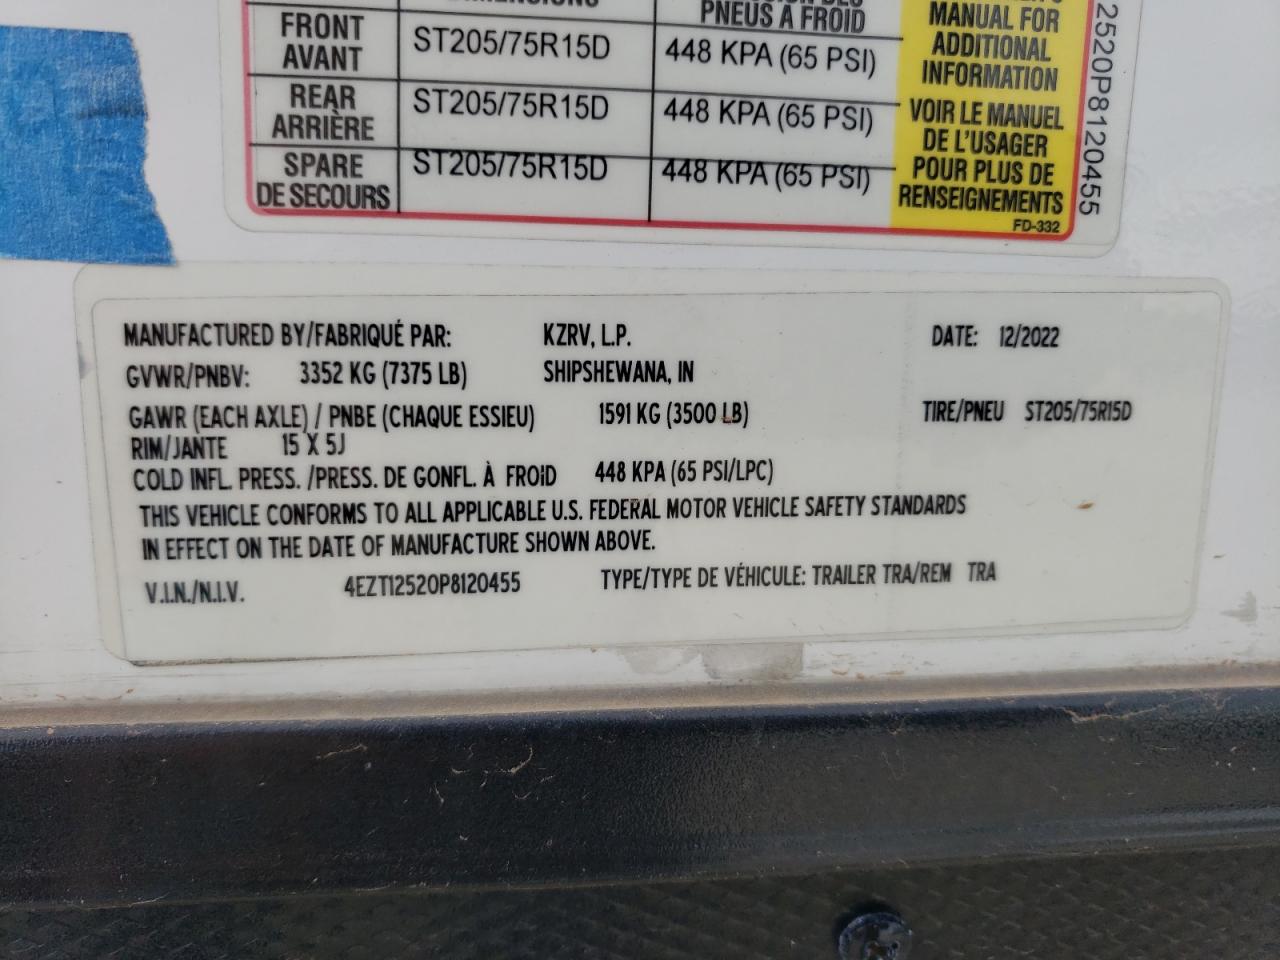 PNEUS A FROID
FRONT
AVANT
ST205/75R15D
448 KPA (65 PSI)
REAR
ARRIÈRE
ST205/75R15D
448 KPA (65 PSI)
SPARE
DE SECOURS
ST205/75R15D
448 KPA (65 PSI)
MANUAL FOR
ADDITIONAL
INFORMATION
VOIR LE MANUEL
DE L'USAGER
POUR PLUS DE
RENSEIGNEMENTS
FD-332
2520P8120455
MANUFACTURED BY/FABRIQUÉ PAR: KZRV, L.P. DATE: 12/2022
GVWR/PNBV: 3352 KG (7375 LB) SHIPSHEWANA, IN
GAWR (EACH AXLE) / PNBE (CHAQUE ESSIEU) 1591 KG (3500 LB) TIRE/PNEU ST205/75R15D
RIM/JANTE 15 X 5J
COLD INFL. PRESS. /PRESS. DE GONFL. À FROID 448 KPA (65 PSI/LPC)
THIS VEHICLE CONFORMS TO ALL APPLICABLE U.S. FEDERAL MOTOR VEHICLE SAFETY STANDARDS
IN EFFECT ON THE DATE OF MANUFACTURE SHOWN ABOVE.
V.I.N./N.I.V. 4EZT12520P8120455 TYPE/TYPE DE VÉHICULE: TRAILER TRA/REM TRA